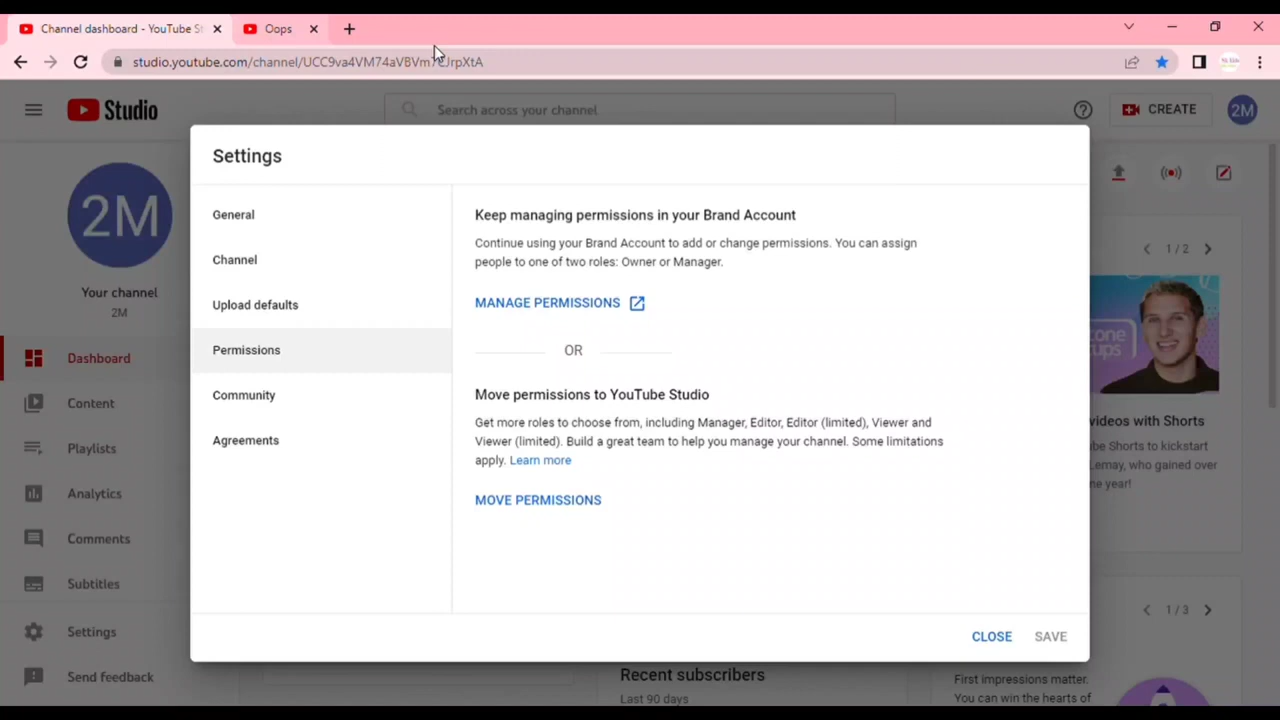 Channel dashboard - YouTube St
Oops
studio.youtube.com/channel/UCC9va4VM74aVBVm
rpXtA
Studio
Search across your channel
CREATE
2M
2M
Your channel
2M
Dashboard
Content
Playlists
Analytics
Comments
Subtitles
Settings
Send feedback
Settings
General
Channel
Upload defaults
Permissions
Community
Agreements
Keep managing permissions in your Brand Account
Continue using your Brand Account to add or change permissions. You can assign
people to one of two roles: Owner or Manager.
MANAGE PERMISSIONS
OR
Move permissions to YouTube Studio
Get more roles to choose from, including Manager, Editor, Editor (limited), Viewer and
Viewer (limited). Build a great team to help you manage your channel. Some limitations
apply. Learn more
MOVE PERMISSIONS
CLOSE
SAVE
1 / 2
tone
ups
videos with Shorts
be Shorts to kickstart
Lemay, who gained over
ne year!
1 / 3
Recent subscribers
Last 90 days
First impressions matter.
You can win the hearts of